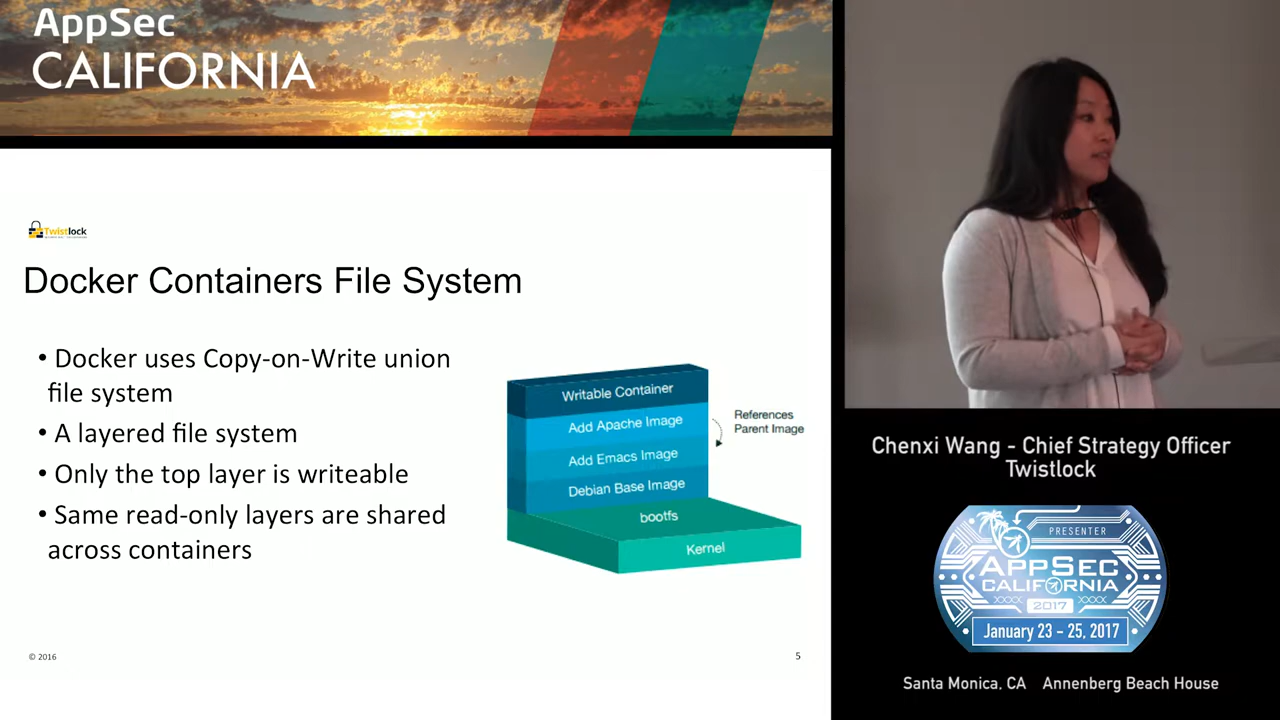 AppSec
CALIFORNIA
Twistlock
Docker Containers File System
• Docker uses Copy-on-Write union
file system
• A layered file system
• Only the top layer is writeable
• Same read-only layers are shared
across containers
Writable Container
Add Apache Image
Add Emacs Image
Debian Base Image
bootfs
Kernel
References
Parent Image
© 2016
5
Chenxi Wang - Chief Strategy Officer
Twistlock
PRESENTER
APPSEC
CALIFORNIA
2017
January 23 - 25, 2017
Santa Monica, CA Annenberg Beach House